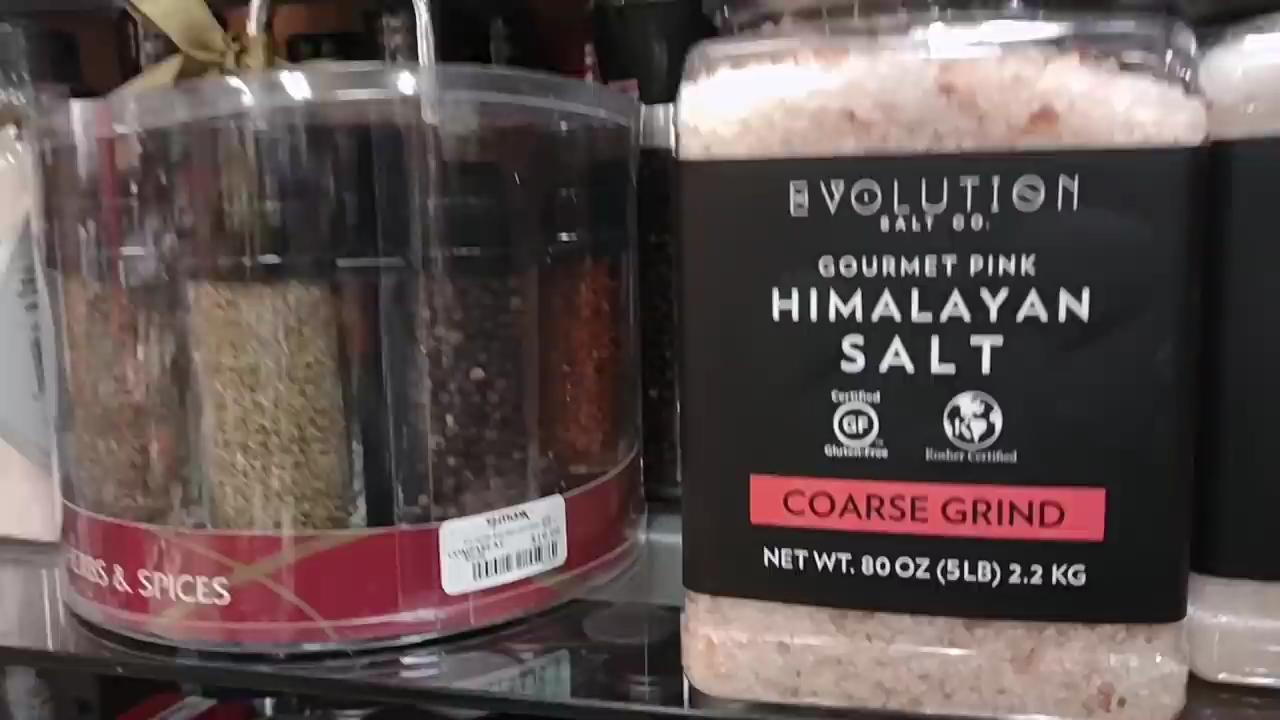 EVOLUTION
SALT CO.
GOURMET PINK
HIMALAYAN
SALT
Certified
GF
Gluten-Free
K
Kosher Certified
COARSE GRIND
NET WT. 80 OZ (5LB) 2.2 KG
& SPICES